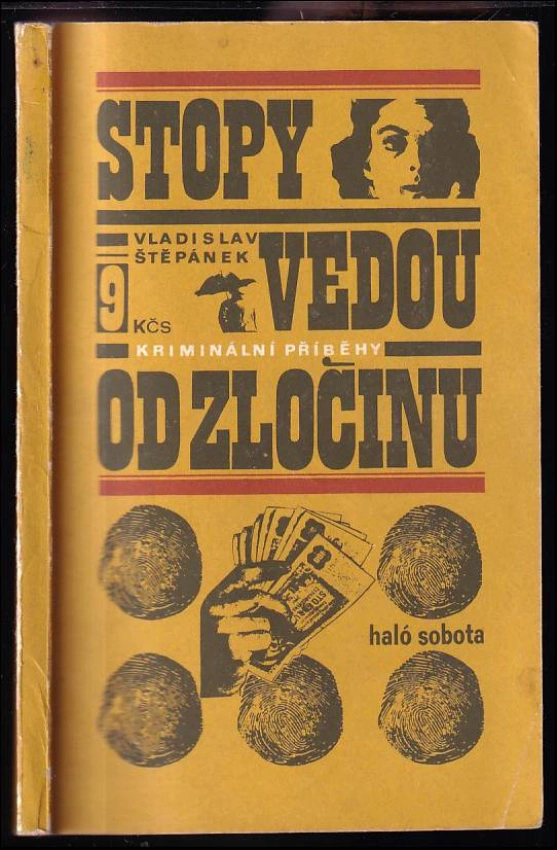 STOPY
VLADISLAV
ŠTĚPÁNEK
VEDOU
9
KČS
KRIMINÁLNÍ PŘÍBĚHY
OD ZLOČINU
haló sobota